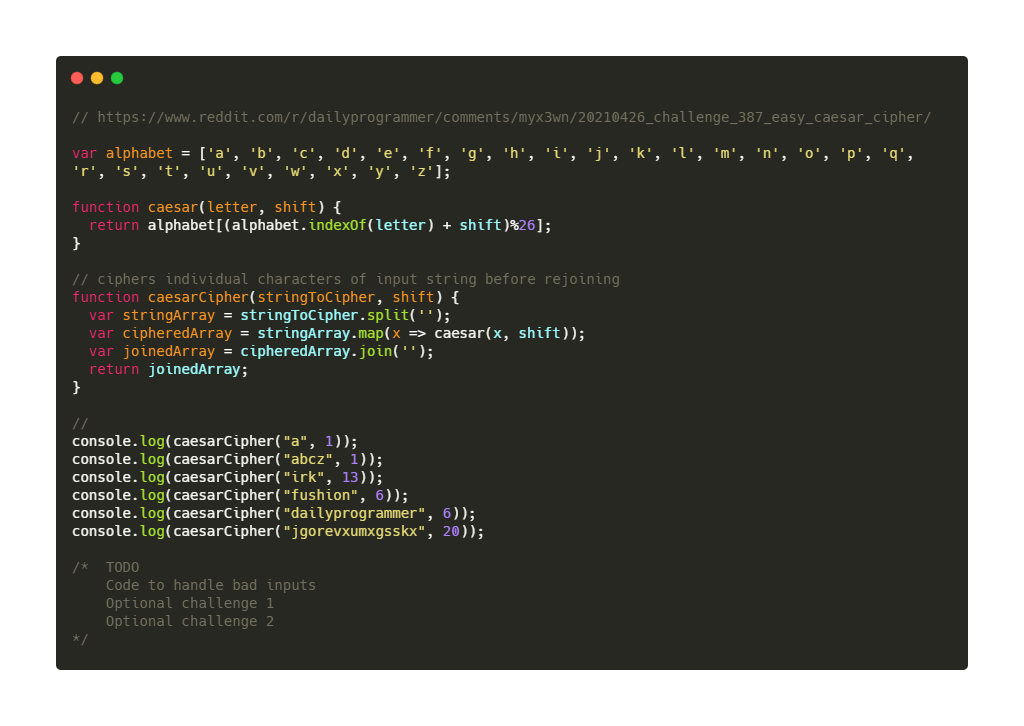 // https://www.reddit.com/r/dailyprogrammer/comments/myx3wn/20210426_challenge_387_easy_caesar_cipher/
var alphabet = ['a', 'b', 'c', 'd', 'e', 'f', 'g', 'h', 'i', 'j', 'k', 'l', 'm', 'n', 'o', 'p', 'q',
'r', 's', 't', 'u', 'v', 'w', 'x', 'y', 'z'];
function caesar(letter, shift) {
  return alphabet[(alphabet.indexOf(letter) + shift)%26];
}
// ciphers individual characters of input string before rejoining
function caesarCipher(stringToCipher, shift) {
  var stringArray = stringToCipher.split('');
  var cipheredArray = stringArray.map(x => caesar(x, shift));
  var joinedArray = cipheredArray.join('');
  return joinedArray;
}
//
console.log(caesarCipher("a", 1));
console.log(caesarCipher("abcz", 1));
console.log(caesarCipher("irk", 13));
console.log(caesarCipher("fushion", 6));
console.log(caesarCipher("dailyprogrammer", 6));
console.log(caesarCipher("jgorevxumxgsskx", 20));
/*  TODO
    Code to handle bad inputs
    Optional challenge 1
    Optional challenge 2
*/